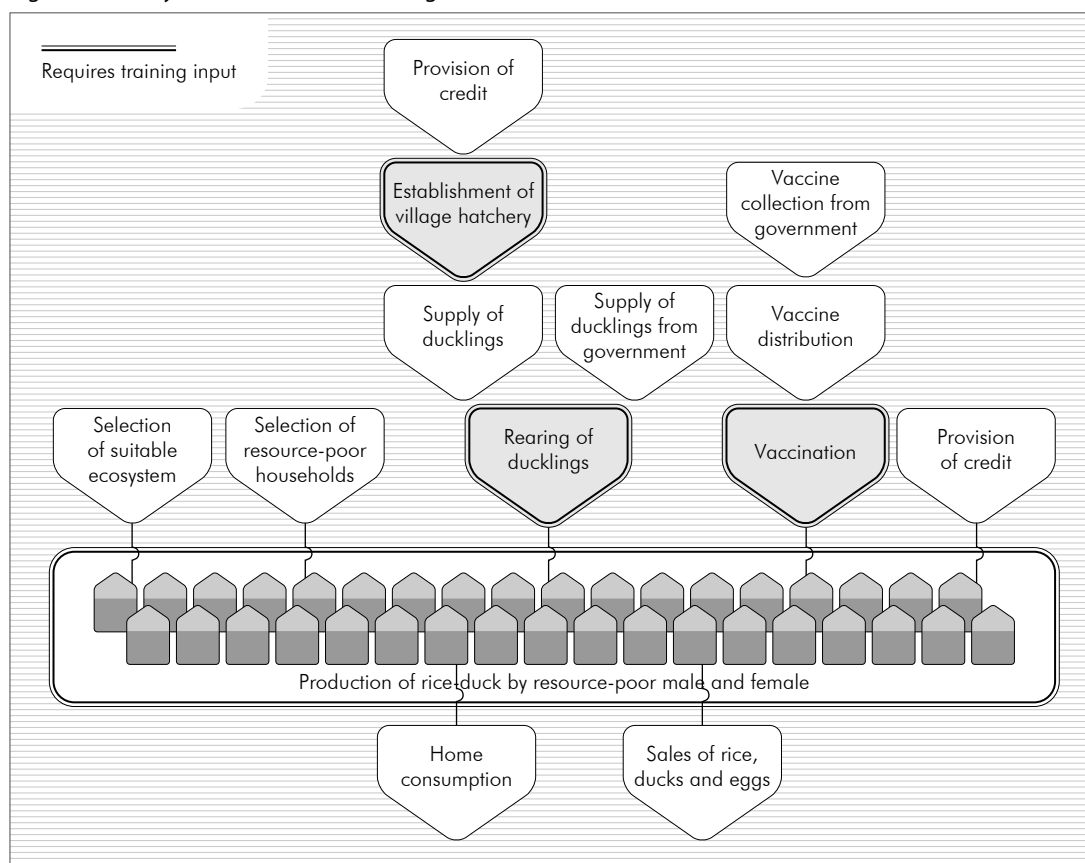 Requires training input
Provision of
credit
Establishment of
village hatchery
Vaccine
collection from
government
Supply of
ducklings
Supply of
ducklings from
government
Vaccine
distribution
Selection
of suitable
ecosystem
Selection of
resource-poor
households
Rearing of
ducklings
Vaccination
Provision
of credit
Production of rice-duck by resource-poor male and female
Home
consumption
Sales of rice,
ducks and eggs